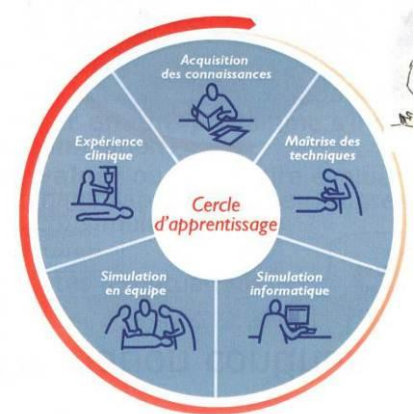 Acquisition
des connaissances
Maîtrise des
techniques
Simulation
informatique
Simulation
en équipe
Expérience
clinique
Cercle
d'apprentissage